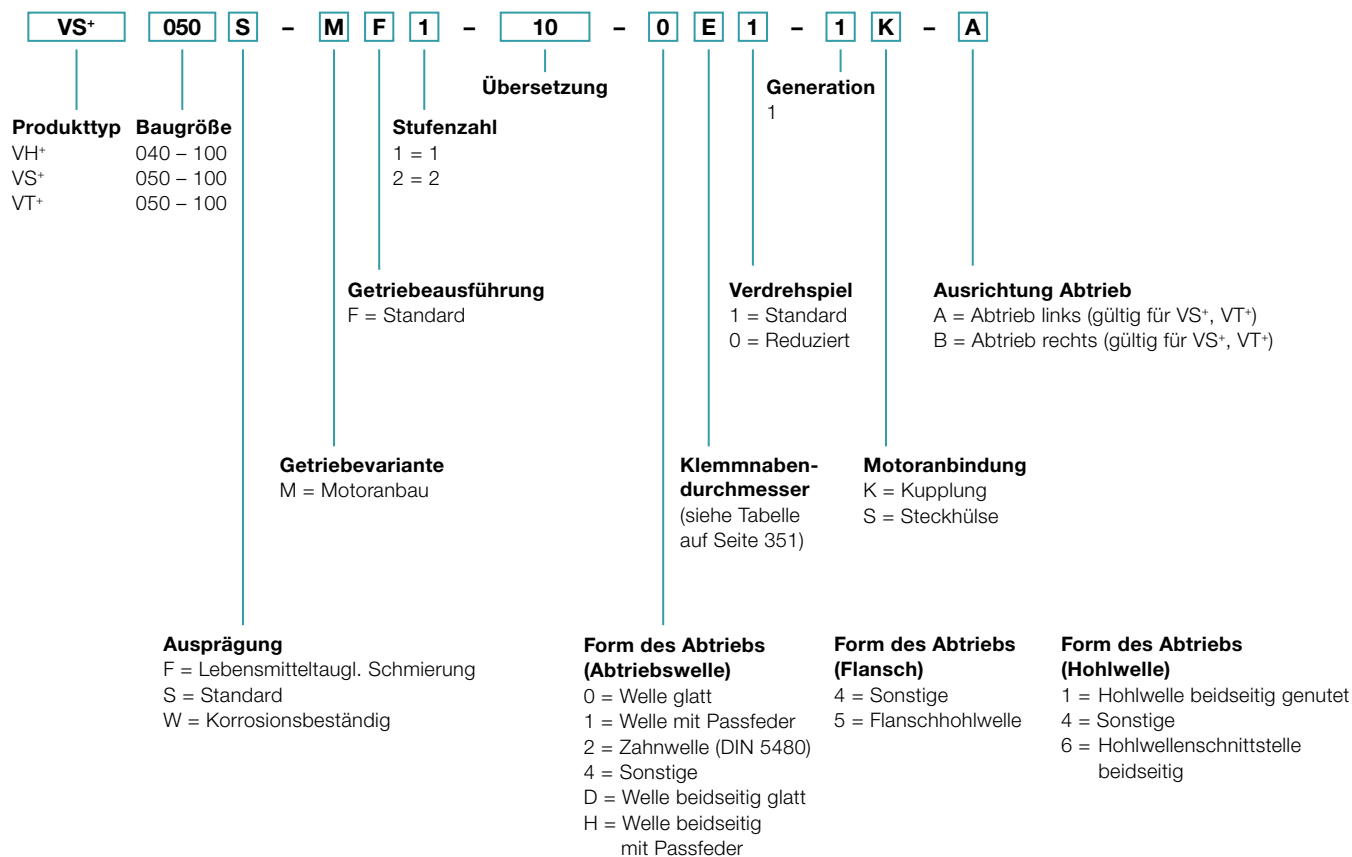 VS⁺ 050 S – M F 1 – 10 – 0 E 1 – 1 K – A
Übersetzung
Generation
1
Produkttyp
VH⁺
VS⁺
VT⁺
Baugröße
040 – 100
050 – 100
050 – 100
Stufenzahl
1 = 1
2 = 2
Getriebeausführung
F = Standard
Verdrehspiel
1 = Standard
0 = Reduziert
Ausrichtung Abtrieb
A = Abtrieb links (gültig für VS⁺, VT⁺)
B = Abtrieb rechts (gültig für VS⁺, VT⁺)
Getriebevariante
M = Motoranbau
Klemmnaben-
durchmesser
(siehe Tabelle
auf Seite 351)
Motoranbindung
K = Kupplung
S = Steckhülse
Ausprägung
F = Lebensmitteltaugl. Schmierung
S = Standard
W = Korrosionsbeständig
Form des Abtriebs
(Abtriebswelle)
0 = Welle glatt
1 = Welle mit Passfeder
2 = Zahnwelle (DIN 5480)
4 = Sonstige
D = Welle beidseitig glatt
H = Welle beidseitig
mit Passfeder
Form des Abtriebs
(Flansch)
4 = Sonstige
5 = Flanschhohlwelle
Form des Abtriebs
(Hohlwelle)
1 = Hohlwelle beidseitig genutet
4 = Sonstige
6 = Hohlwellenschnittstelle
beidseitig